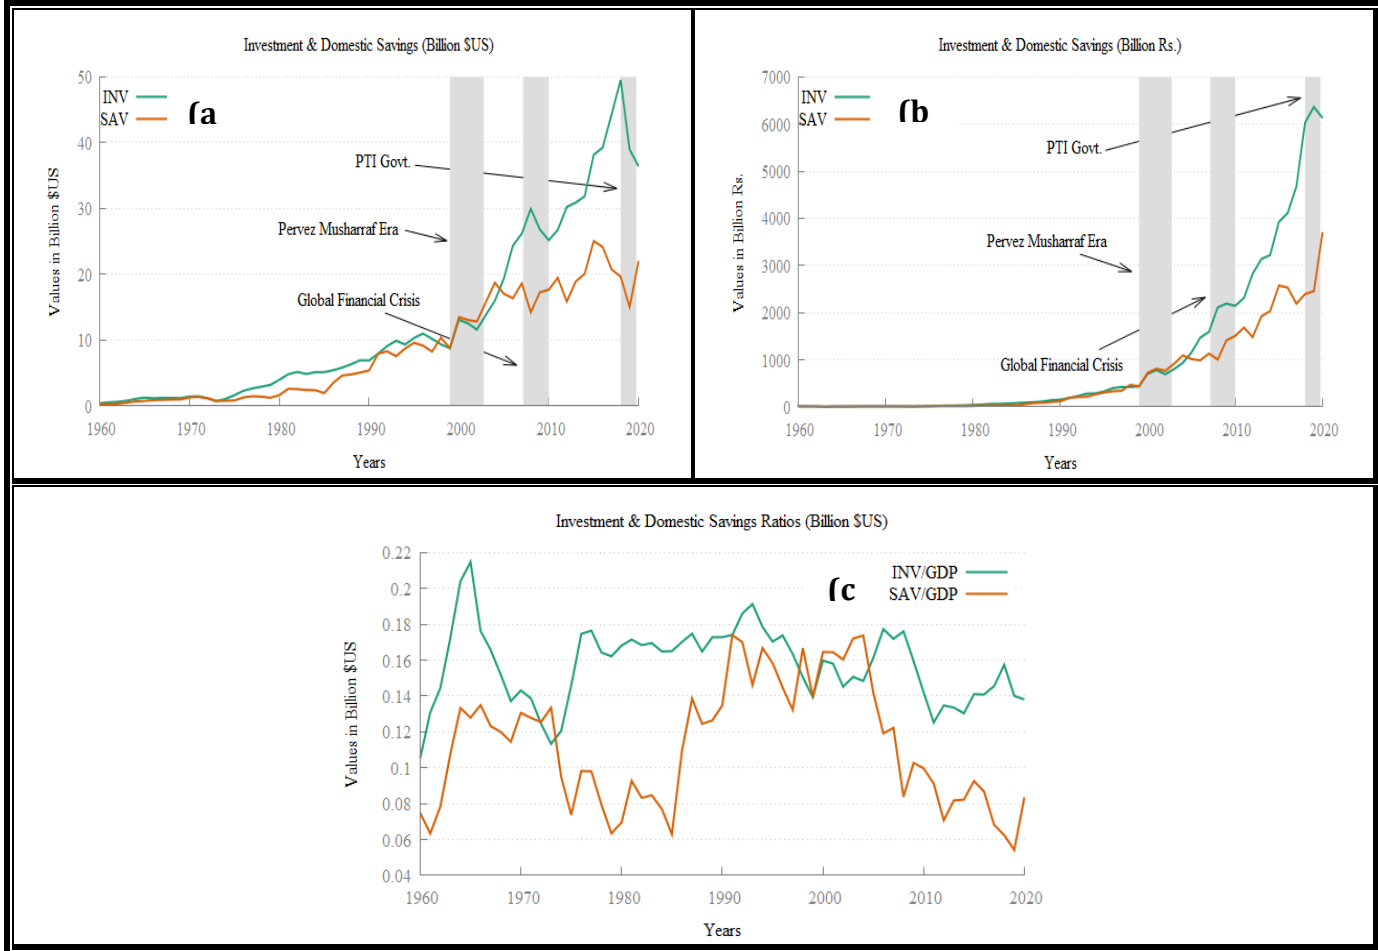 Investment & Domestic Savings (Billion $US)
50
40
30
20
10
0
Values in Billion $US
INV
SAV
(a
PTI Govt.
Pervez Musharraf Era
Global Financial Crisis
1960 1970 1980 1990 2000 2010 2020
Years
Investment & Domestic Savings (Billion Rs.)
7000
6000
5000
4000
3000
2000
1000
0
Values in Billion Rs.
INV
SAV
(b
PTI Govt.
Pervez Musharraf Era
Global Financial Crisis
1960 1970 1980 1990 2000 2010 2020
Years
Investment & Domestic Savings Ratios (Billion $US)
0.22
0.2
0.18
0.16
0.14
0.12
0.1
0.08
0.06
0.04
Values in Billion $US
(c
INV/GDP
SAV/GDP
1960 1970 1980 1990 2000 2010 2020
Years